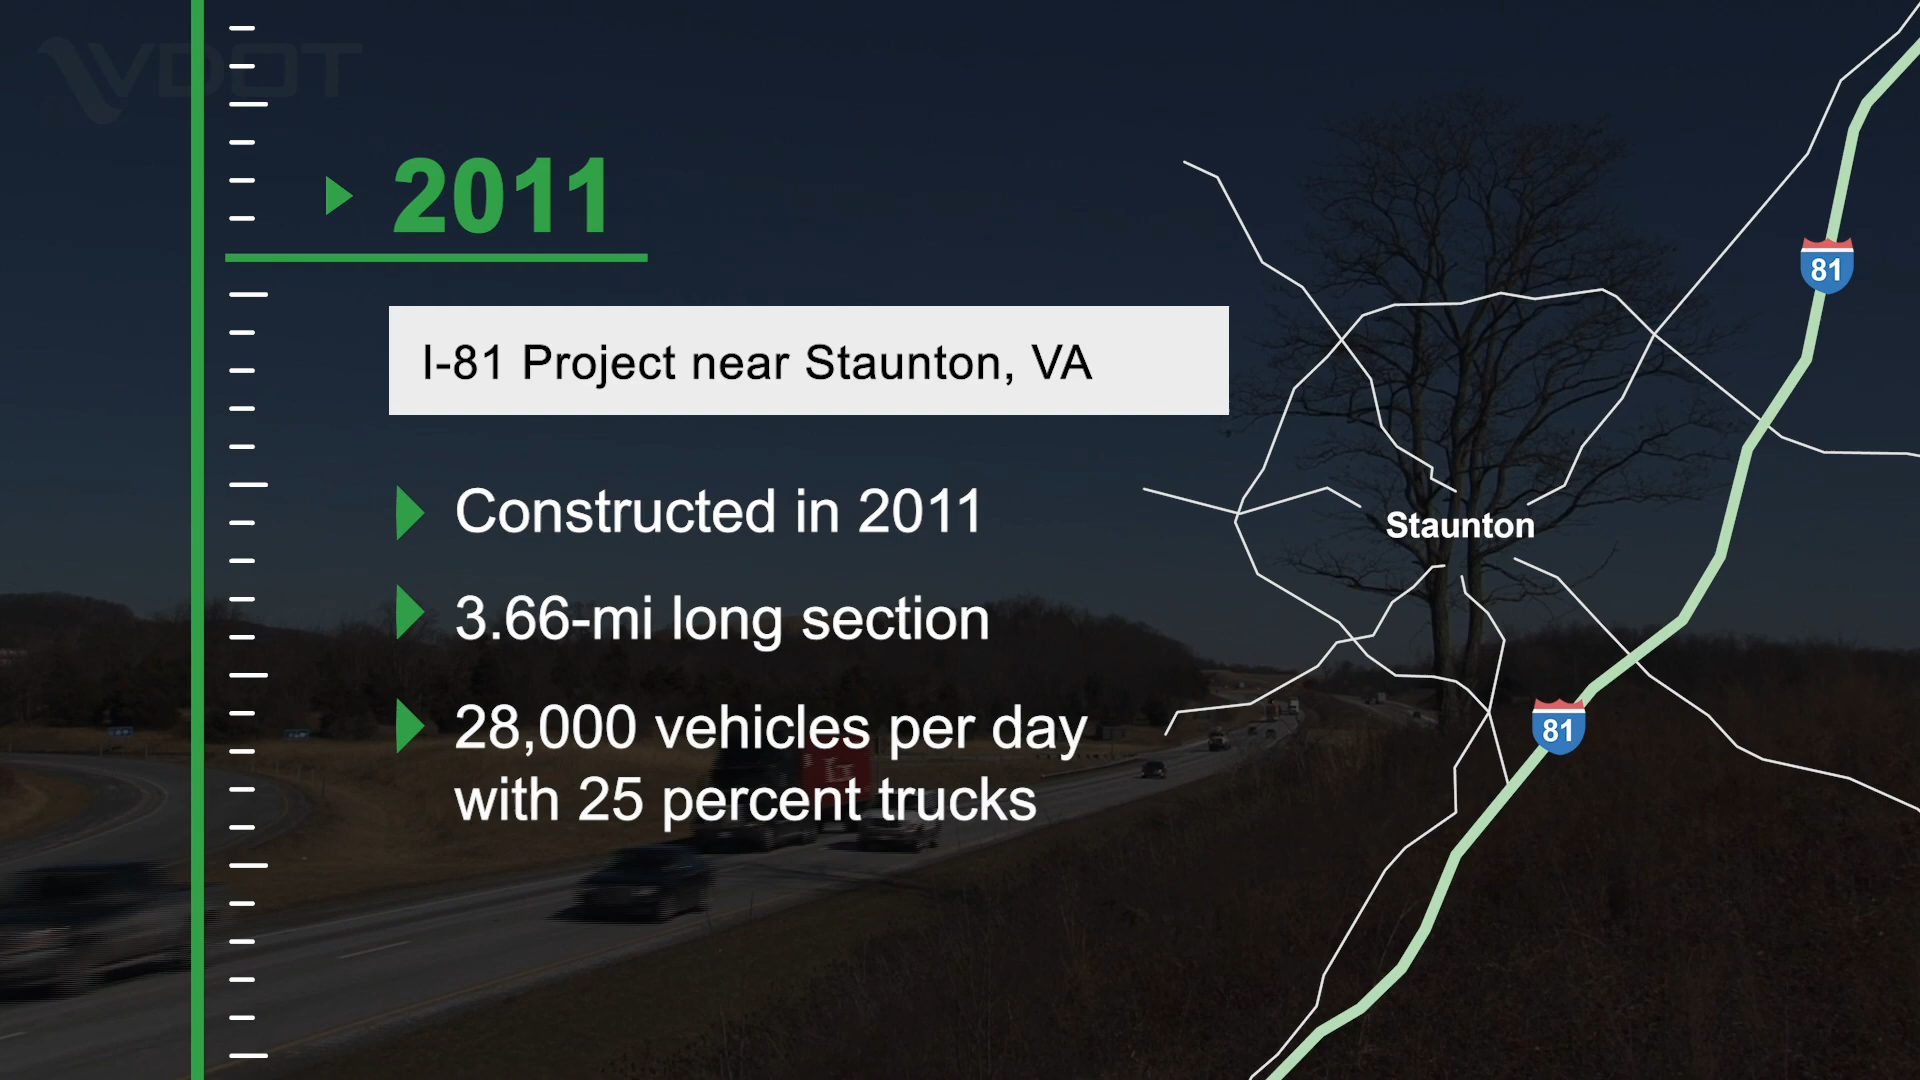 VDOT
2011
I-81 Project near Staunton, VA
Constructed in 2011
3.66-mi long section
28,000 vehicles per day
with 25 percent trucks
81
Staunton
81